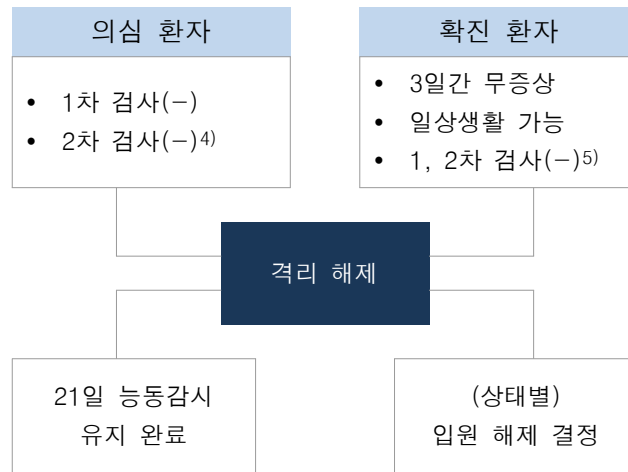 의심 환자
• 1차 검사(-)
• 2차 검사(-)4)
확진 환자
• 3일간 무증상
• 일상생활 가능
• 1, 2차 검사(-)5)
격리 해제
21일 능동감시
유지 완료
(상태별)
입원 해제 결정